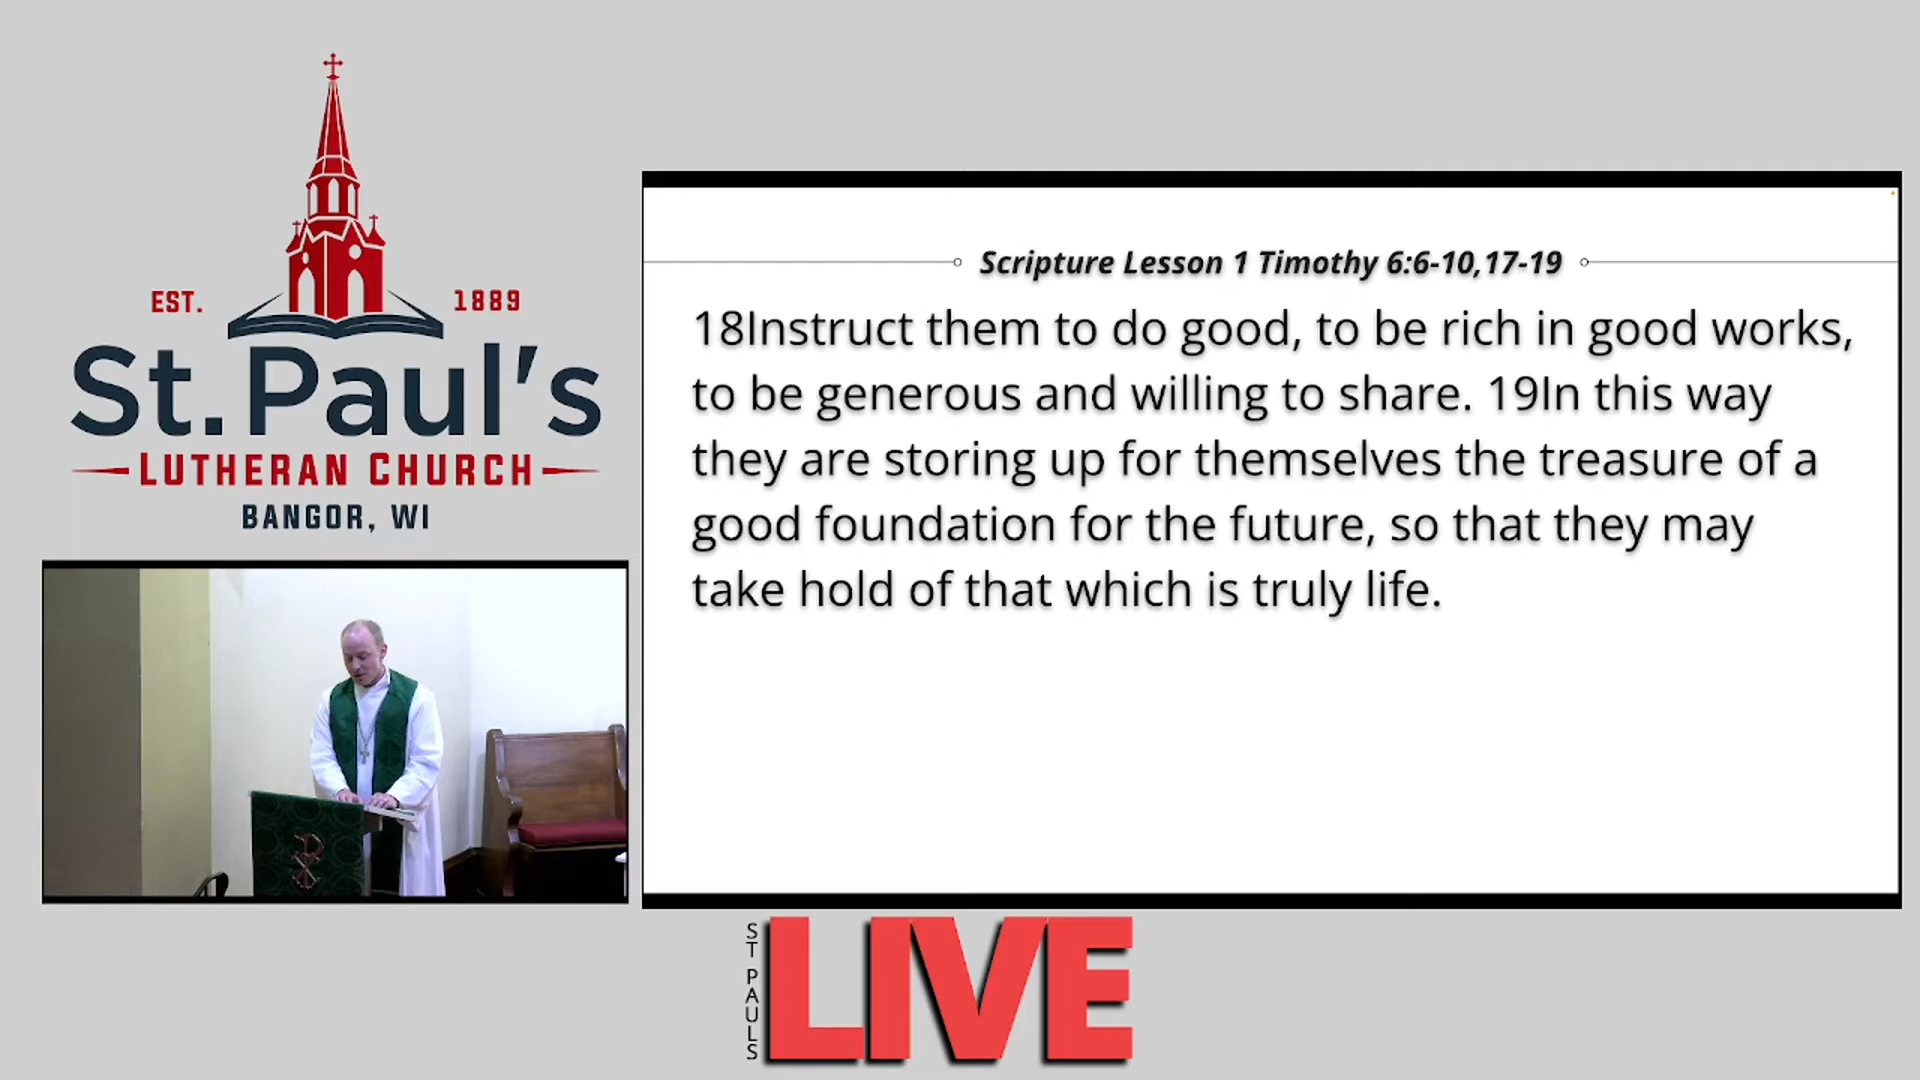 EST. 1889
St. Paul's
LUTHERAN CHURCH
BANGOR, WI
Scripture Lesson 1 Timothy 6:6-10,17-19
18Instruct them to do good, to be rich in good works,
to be generous and willing to share. 19In this way
they are storing up for themselves the treasure of a
good foundation for the future, so that they may
take hold of that which is truly life.
ST PAULS
LIVE